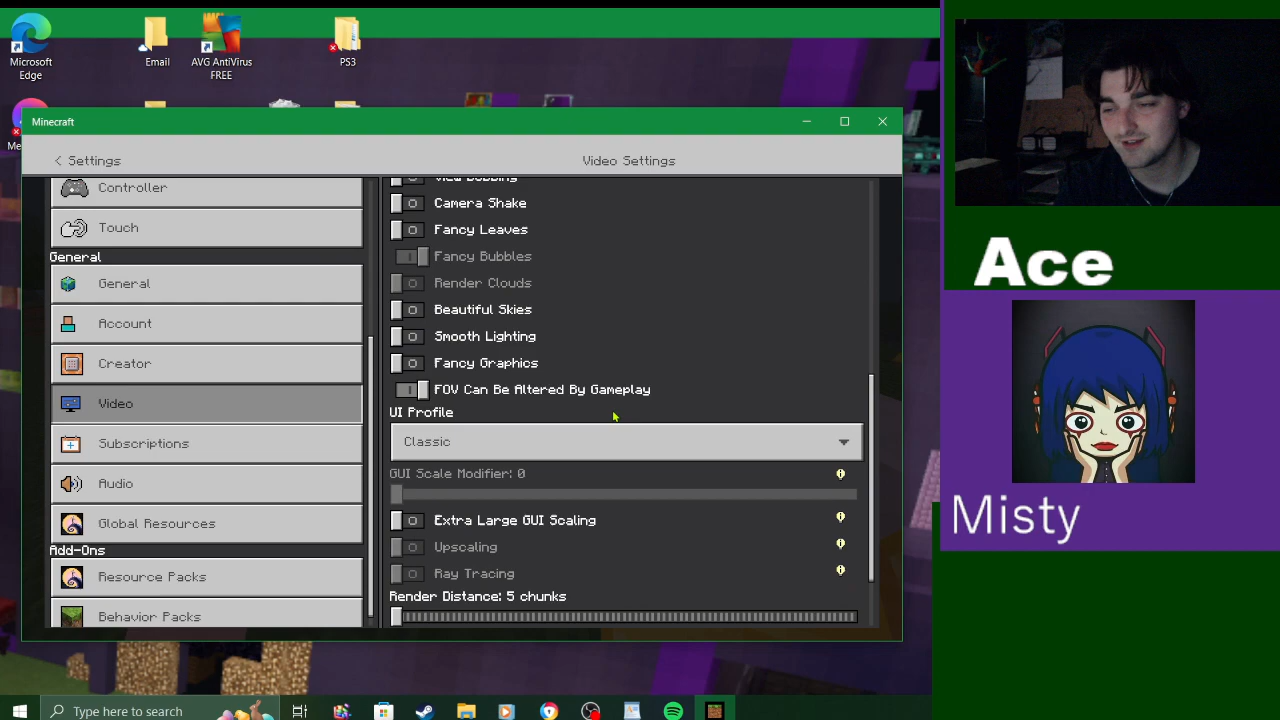 Microsoft
Edge
Email
AVG AntiVirus
FREE
PS3
Minecraft
Settings
Video Settings
Controller
View Bobbing
Camera Shake
Touch
Fancy Leaves
General
Fancy Bubbles
General
Render Clouds
Beautiful Skies
Account
Smooth Lighting
Creator
Fancy Graphics
FOV Can Be Altered By Gameplay
Video
UI Profile
Subscriptions
Classic
GUI Scale Modifier: 0
Audio
Global Resources
Extra Large GUI Scaling
Add-Ons
Upscaling
Resource Packs
Ray Tracing
Render Distance: 5 chunks
Behavior Packs
Type here to search
Ace
Misty